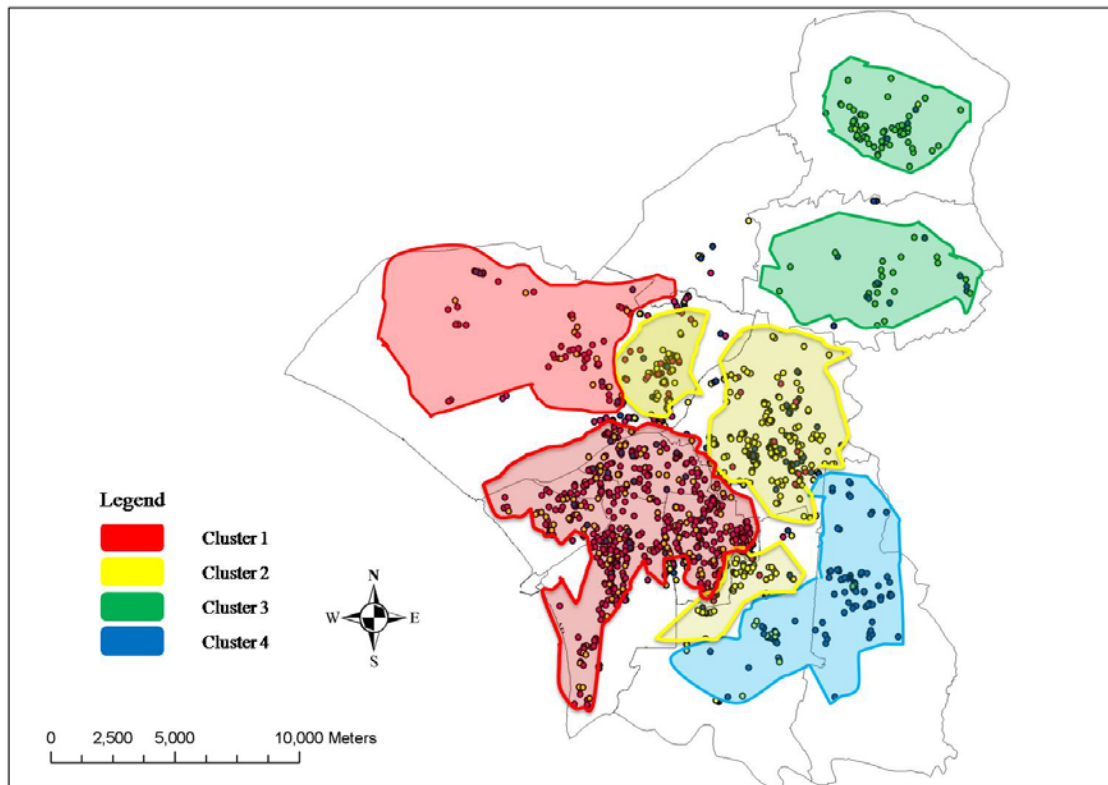 Legend
Cluster 1
Cluster 2
Cluster 3
Cluster 4
N
W E
S
0 2,500 5,000 10,000 Meters